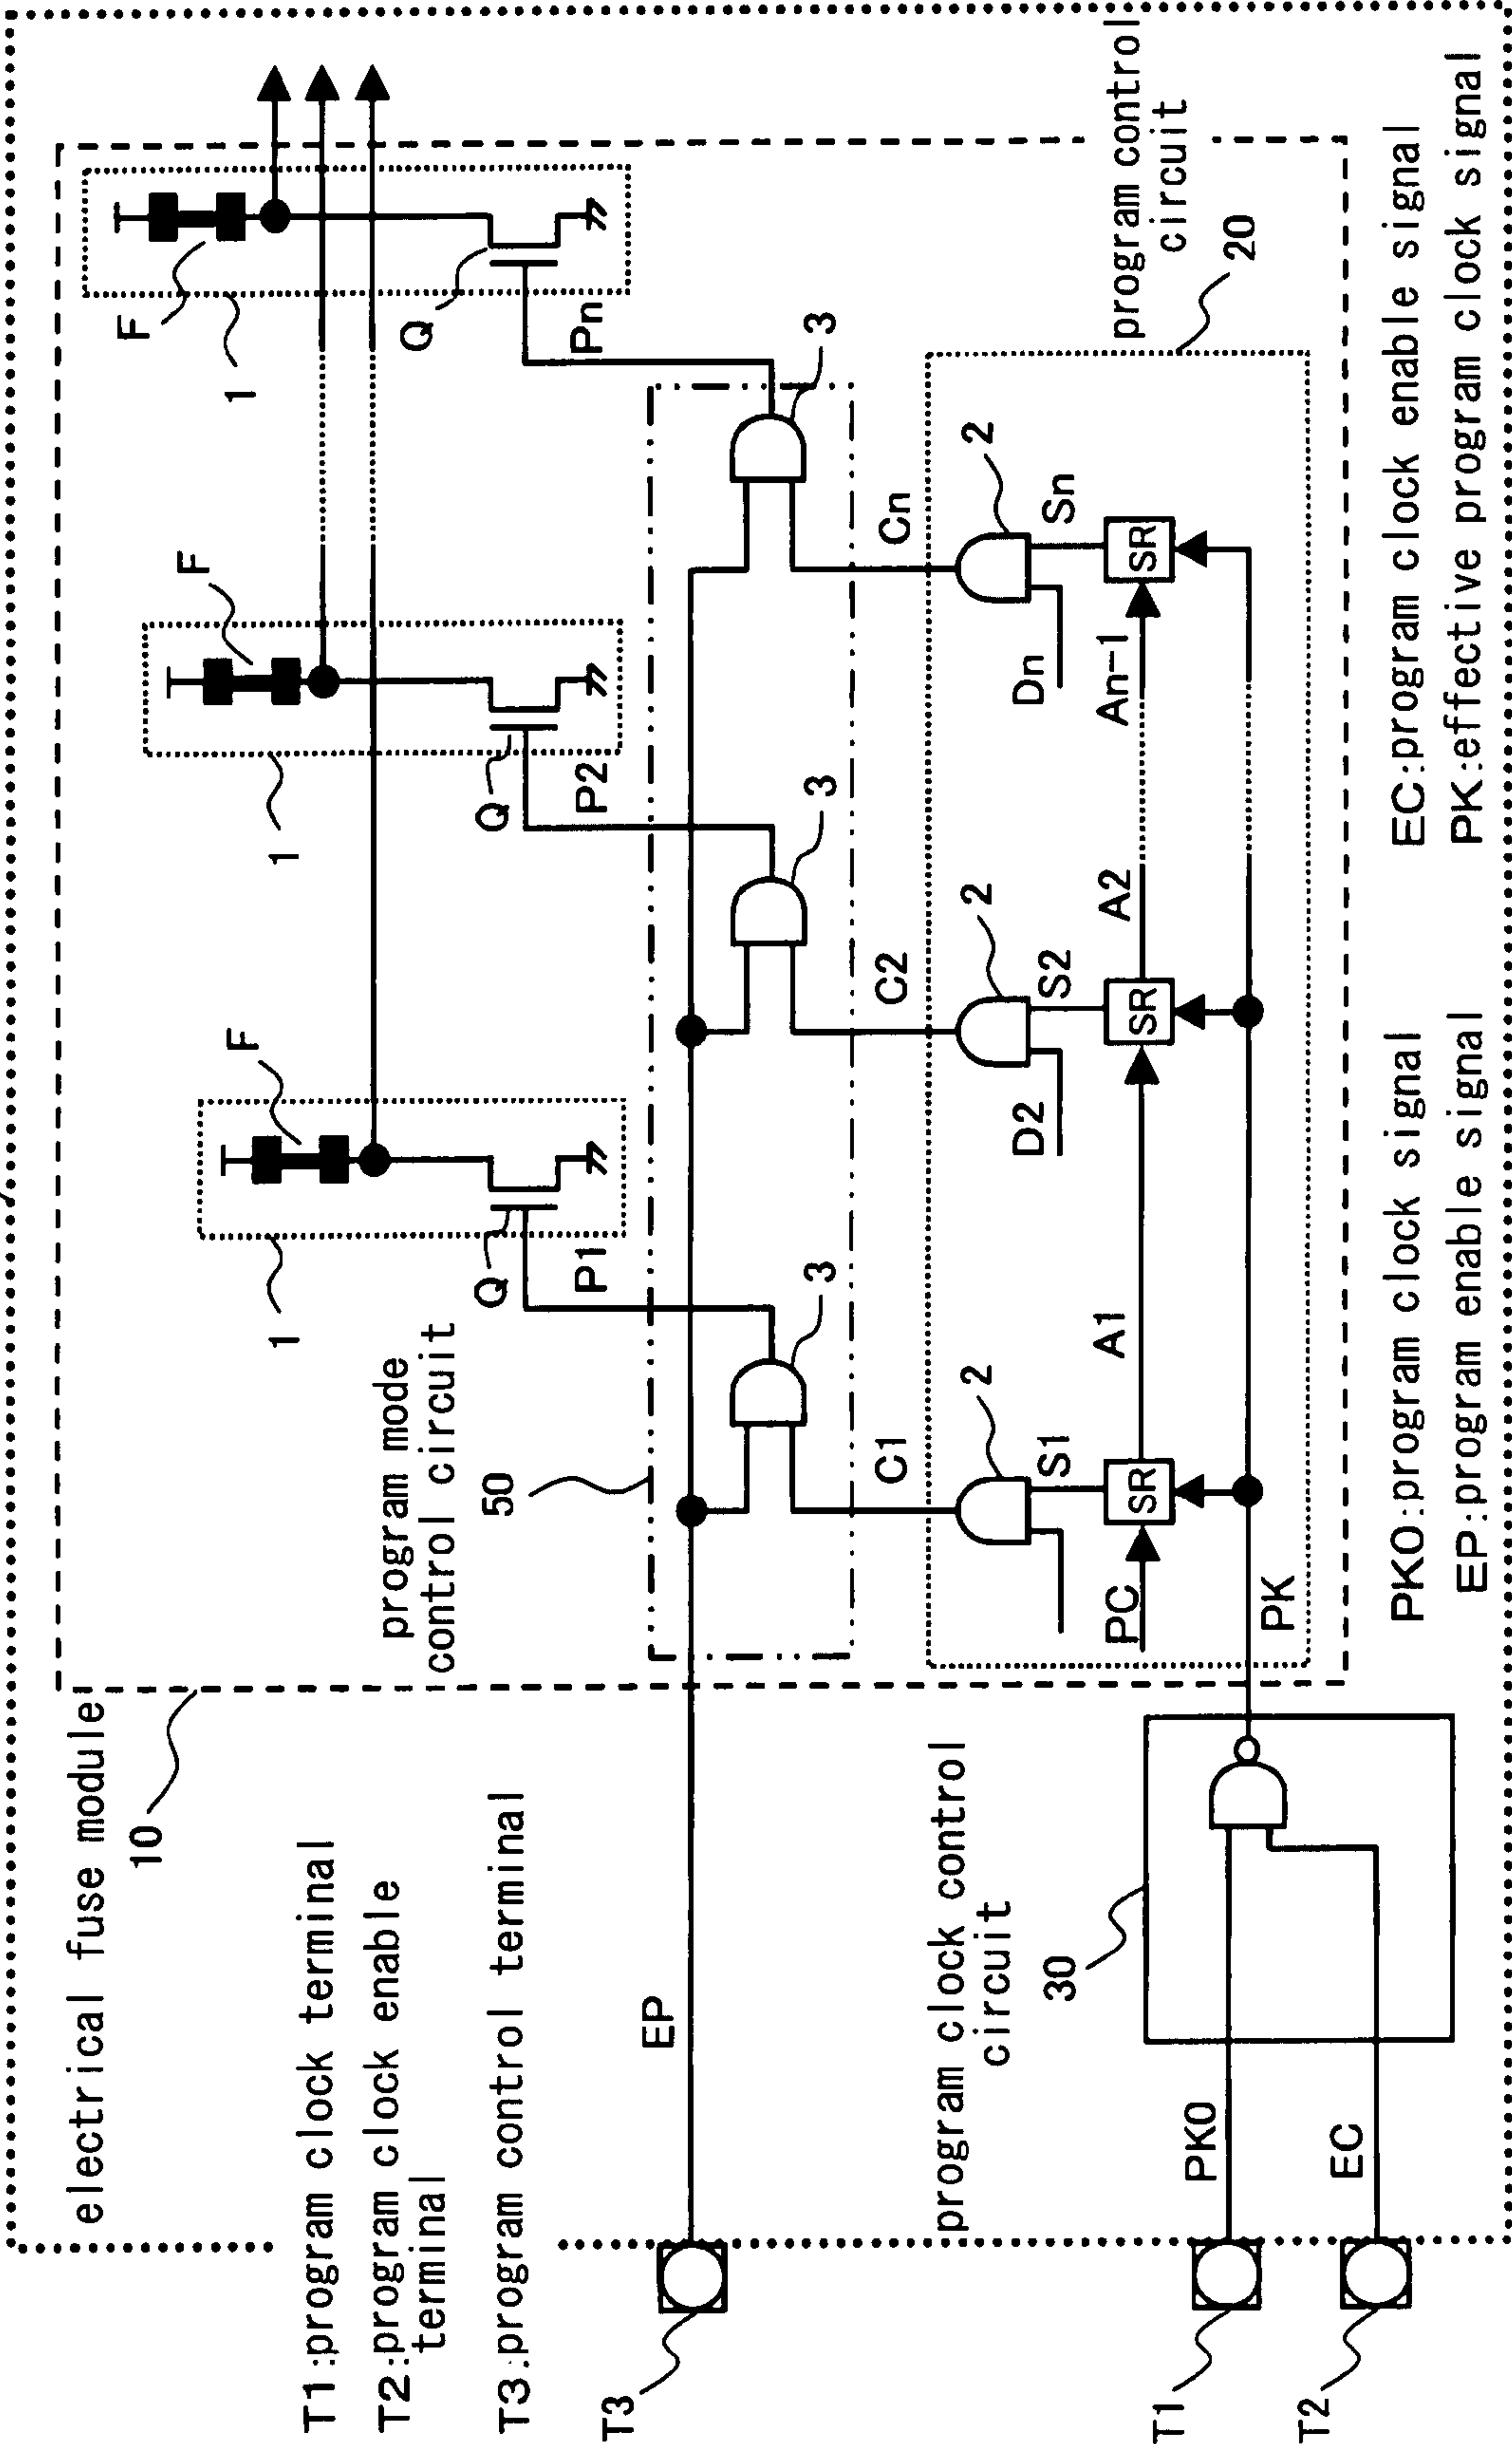 electrical fuse module
10
T1:program clock terminal
T2:program clock enable
terminal
T3:program control terminal
program mode
control circuit
50
F
F
F
1
1
1
Q
Q
Q
P1
P2
Pn
EP
T3
3
3
3
C1
C2
Cn
program clock control
circuit
30
2
2
2
S1
S2
Sn
D2
Dn
SR
SR
SR
PC
A1
A2
An-1
PK
program control
circuit
20
PK0
EC
T1
T2
PK0:program clock signal
EC:program clock enable signal
EP:program enable signal
PK:effective program clock signal